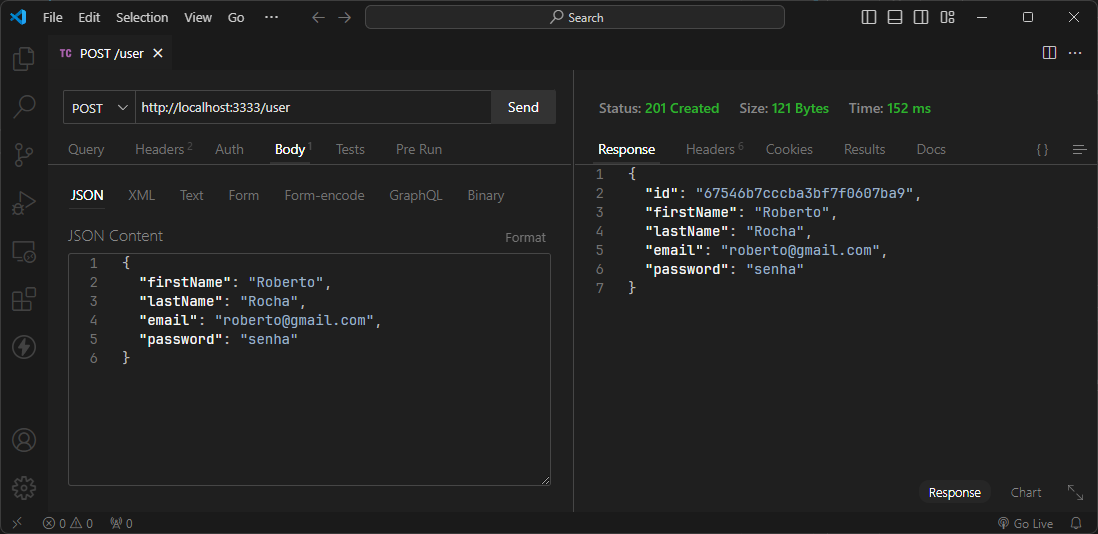 File Edit Selection View Go ··· Search
TC POST /user
POST http://localhost:3333/user Send
Status: 201 Created Size: 121 Bytes Time: 152 ms
Query Headers 2 Auth Body 1 Tests Pre Run
Response Headers 6 Cookies Results Docs { }
JSON XML Text Form Form-encode GraphQL Binary
JSON Content Format
1 {
2 "firstName": "Roberto",
3 "lastName": "Rocha",
4 "email": "roberto@gmail.com",
5 "password": "senha"
6 }
1 {
2 "id": "67546b7cccba3bf7f0607ba9",
3 "firstName": "Roberto",
4 "lastName": "Rocha",
5 "email": "roberto@gmail.com",
6 "password": "senha"
7 }
Response Chart
0 0 0 Go Live